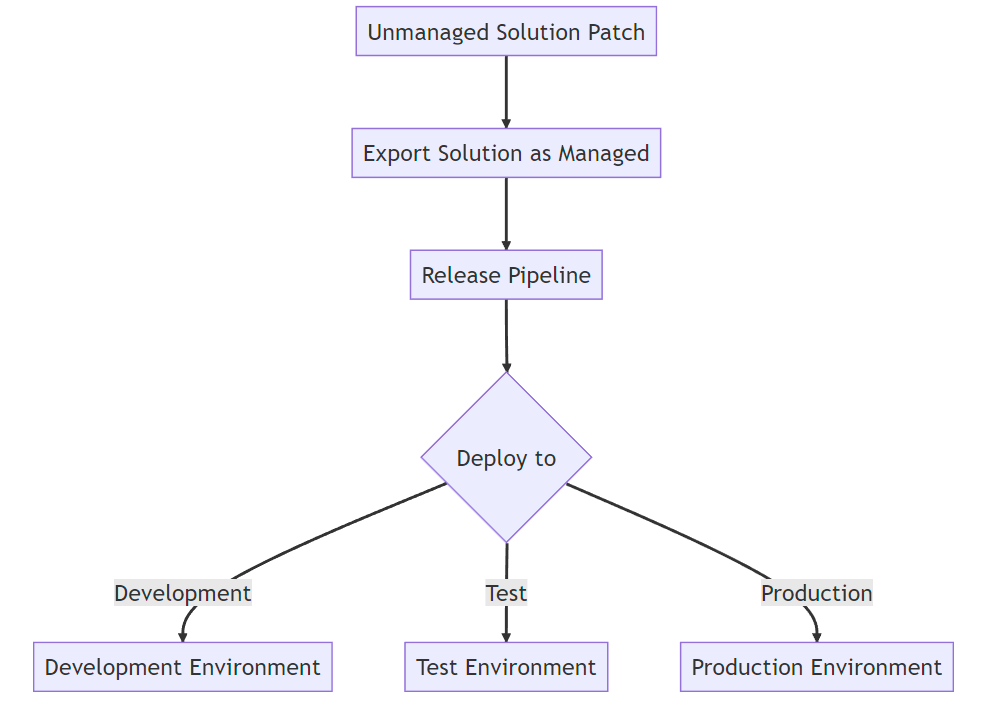 Unmanaged Solution Patch
Export Solution as Managed
Release Pipeline
Deploy to
Development
Test
Production
Development Environment
Test Environment
Production Environment